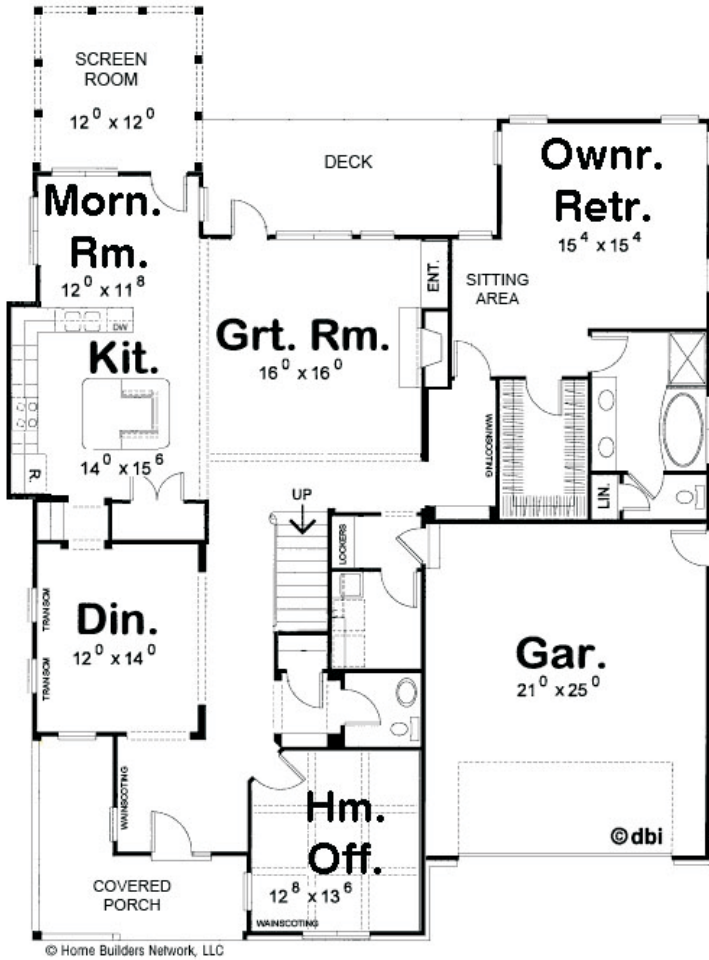 SCREEN
ROOM
12⁰ x 12⁰
DECK
Ownr.
Retr.
15⁴ x 15⁴
Morn.
Rm.
12⁰ x 11⁸
ENT.
SITTING
AREA
DW
Grt. Rm.
16⁰ x 16⁰
Kit.
14⁰ x 15⁶
R.
WAINSCOTING
LIN.
UP
LOCKERS
TRANSOM
TRANSOM
Din.
12⁰ x 14⁰
Gar.
21⁰ x 25⁰
WAINSCOTING
Hm.
Off.
12⁸ x 13⁶
WAINSCOTING
COVERED
PORCH
©dbi
© Home Builders Network, LLC